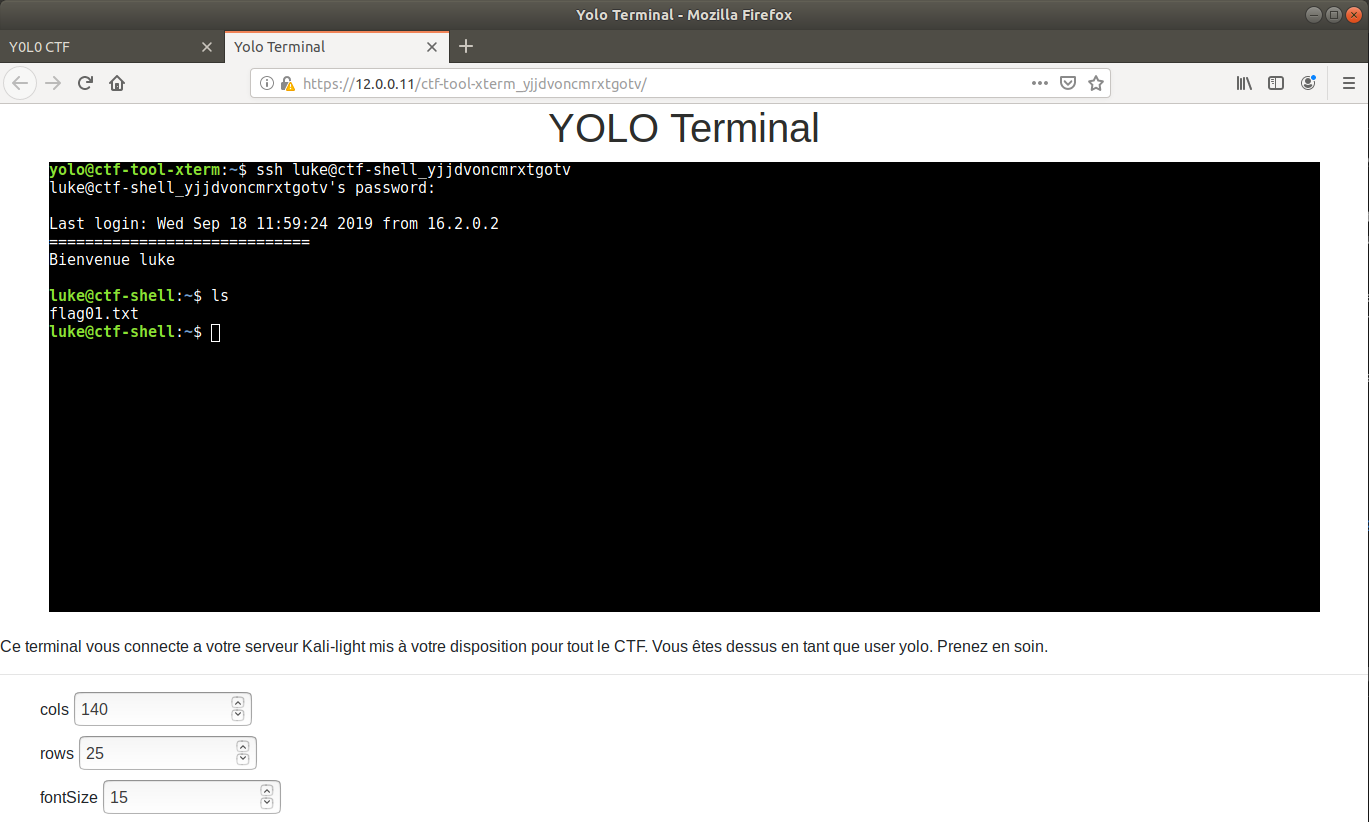 Yolo Terminal - Mozilla Firefox
Y0L0 CTF
Yolo Terminal
https://12.0.0.11/ctf-tool-xterm_yjjdvoncmrxtgotv/
YOLO Terminal
yolo@ctf-tool-xterm:~$ ssh luke@ctf-shell_yjjdvoncmrxtgotv
luke@ctf-shell_yjjdvoncmrxtgotv's password:
Last login: Wed Sep 18 11:59:24 2019 from 16.2.0.2
=============================
Bienvenue luke
luke@ctf-shell:~$ ls
flag01.txt
luke@ctf-shell:~$
Ce terminal vous connecte a votre serveur Kali-light mis à votre disposition pour tout le CTF. Vous êtes dessus en tant que user yolo. Prenez en soin.
cols 140
rows 25
fontSize 15